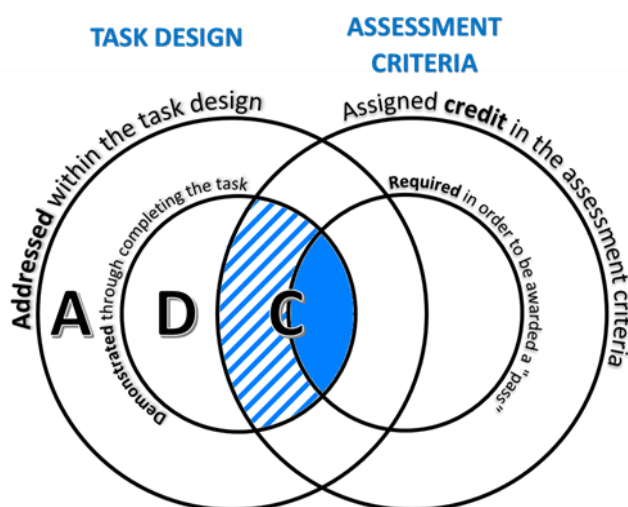 TASK DESIGN
ASSESSMENT
CRITERIA
Addressed within the task design
Assigned credit in the assessment criteria
Demonstrated through completing the task
Required in order to be awarded a "pass"
A
D
C